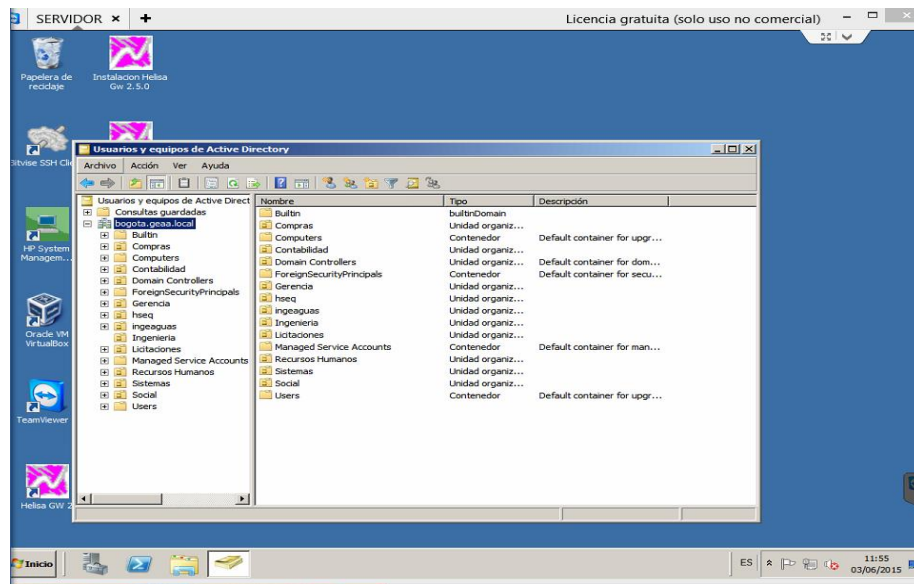 SERVIDOR × +
Licencia gratuita (solo uso no comercial)
Papelera de reciclaje
Instalacion Helisa Gw 2.5.0
Bitvise SSH Cli
HP System Managem...
Oracle VM VirtualBox
TeamViewer
Helisa GW 2
Usuarios y equipos de Active Directory
Archivo Acción Ver Ayuda
Usuarios y equipos de Active Direct
Consultas guardadas
bogota.geaa.local
Builtin
Compras
Computers
Contabilidad
Domain Controllers
ForeignSecurityPrincipals
Gerencia
hseq
ingeaguas
Ingenieria
Licitaciones
Managed Service Accounts
Recursos Humanos
Sistemas
Social
Users
Nombre Tipo Descripción
Builtin builtinDomain
Compras Unidad organiz...
Computers Contenedor Default container for upgr...
Contabilidad Unidad organiz...
Domain Controllers Unidad organiz... Default container for dom...
ForeignSecurityPrincipals Contenedor Default container for secu...
Gerencia Unidad organiz...
hseq Unidad organiz...
ingeaguas Unidad organiz...
Ingenieria Unidad organiz...
Licitaciones Unidad organiz...
Managed Service Accounts Contenedor Default container for man...
Recursos Humanos Unidad organiz...
Sistemas Unidad organiz...
Social Unidad organiz...
Users Contenedor Default container for upgr...
Inicio
ES
11:55
03/06/2015